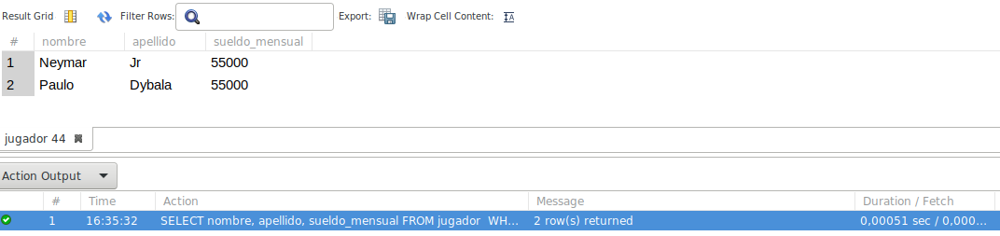 Result Grid Filter Rows: Export: Wrap Cell Content: IA
# nombre apellido sueldo_mensual
1 Neymar Jr 55000
2 Paulo Dybala 55000
jugador 44
Action Output
# Time Action Message Duration / Fetch
1 16:35:32 SELECT nombre, apellido, sueldo_mensual FROM jugador WH... 2 row(s) returned 0,00051 sec / 0,000...